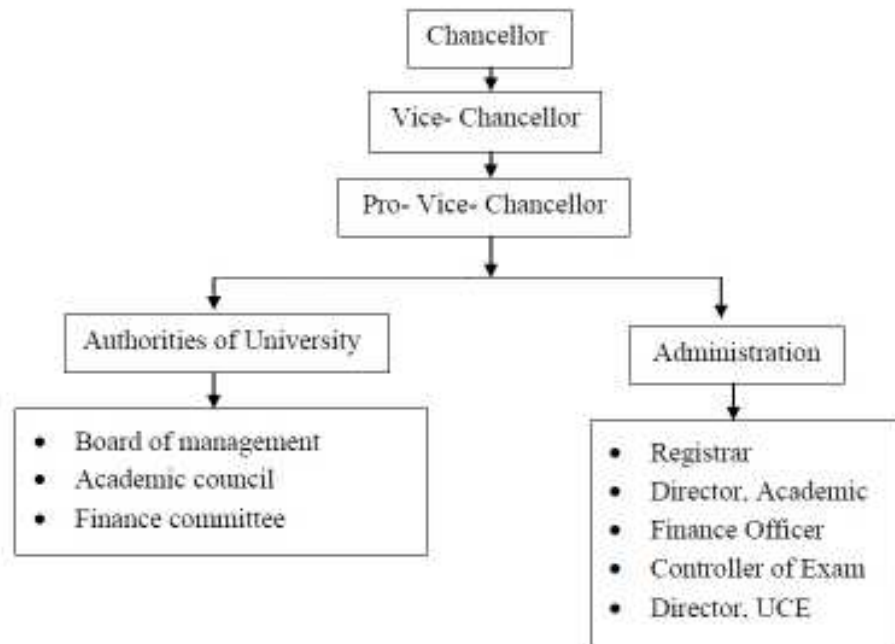 Chancellor
Vice- Chancellor
Pro- Vice- Chancellor
Authorities of University
Administration
• Board of management
• Academic council
• Finance committee
• Registrar
• Director, Academic
• Finance Officer
• Controller of Exam
• Director, UCE